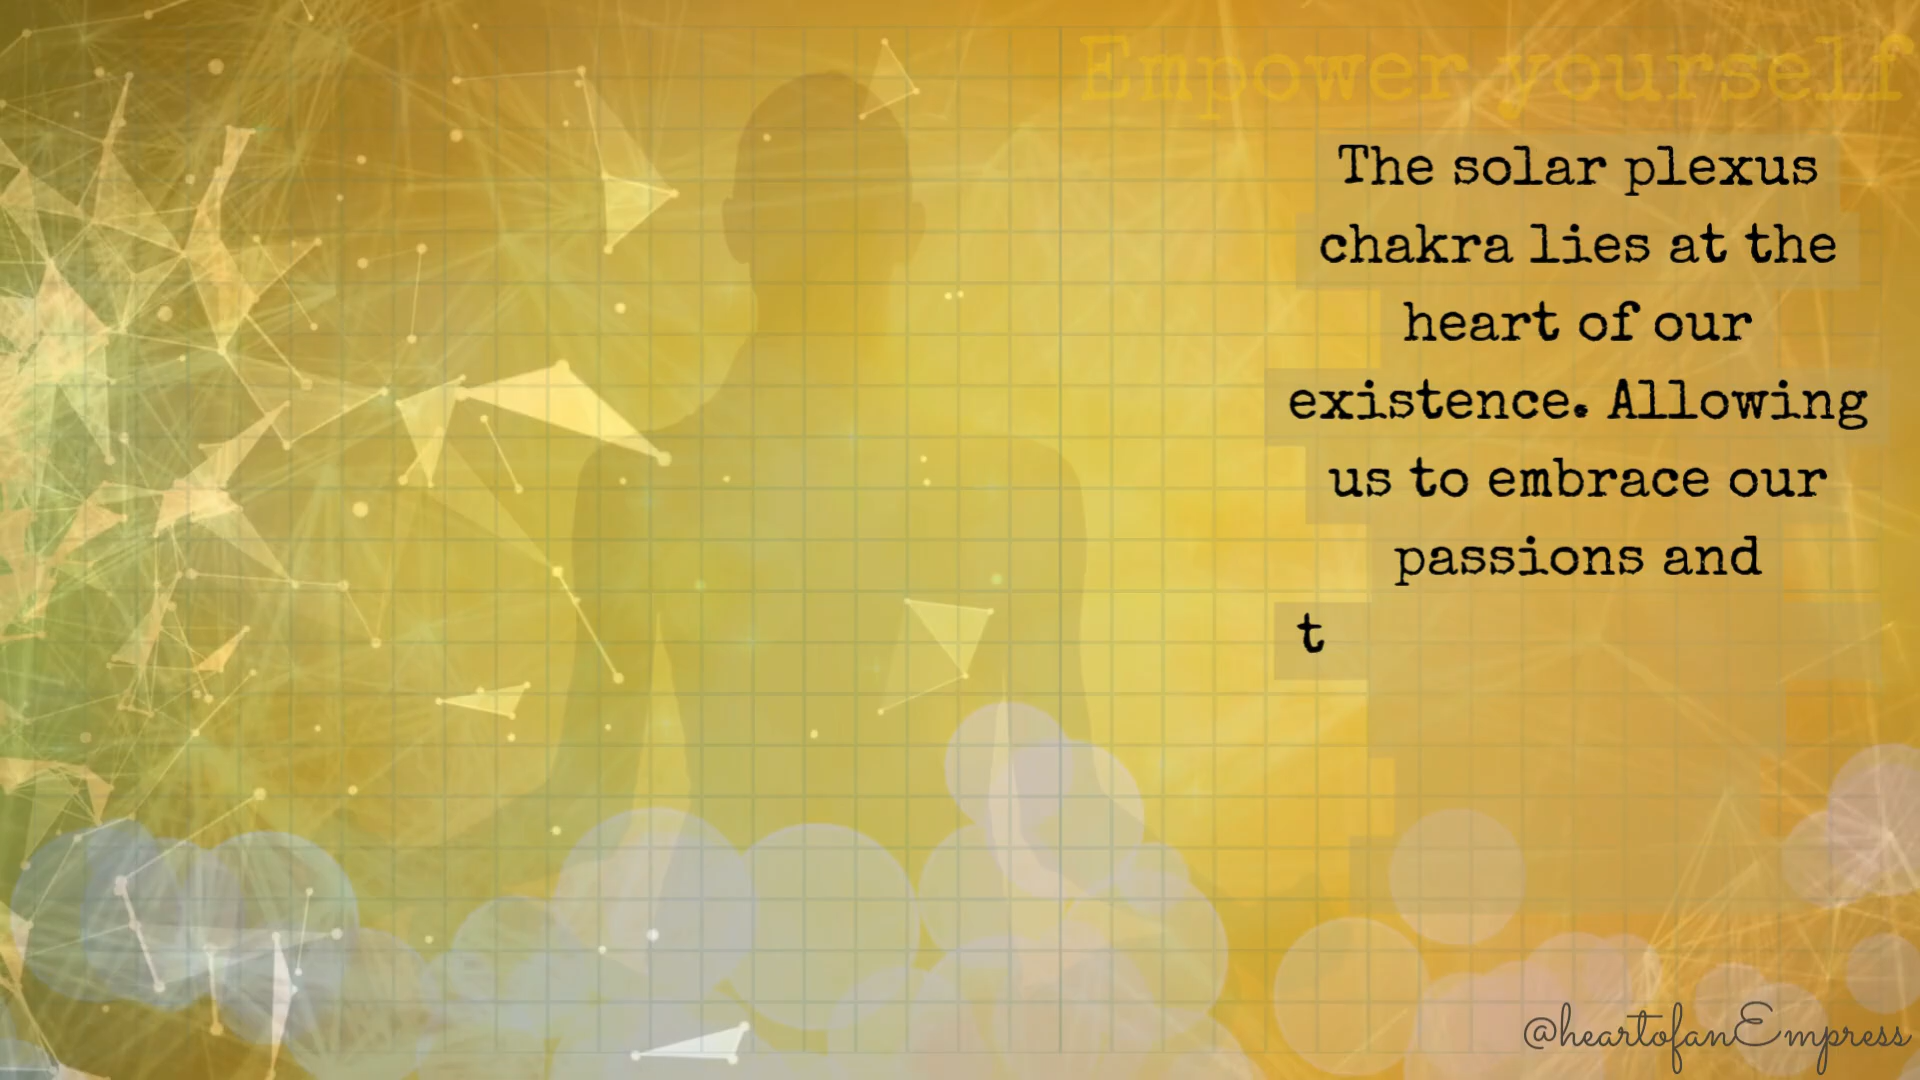 Empower yourself
The solar plexus
chakra lies at the
heart of our
existence. Allowing
us to embrace our
passions and
t
@heartofanEmpress